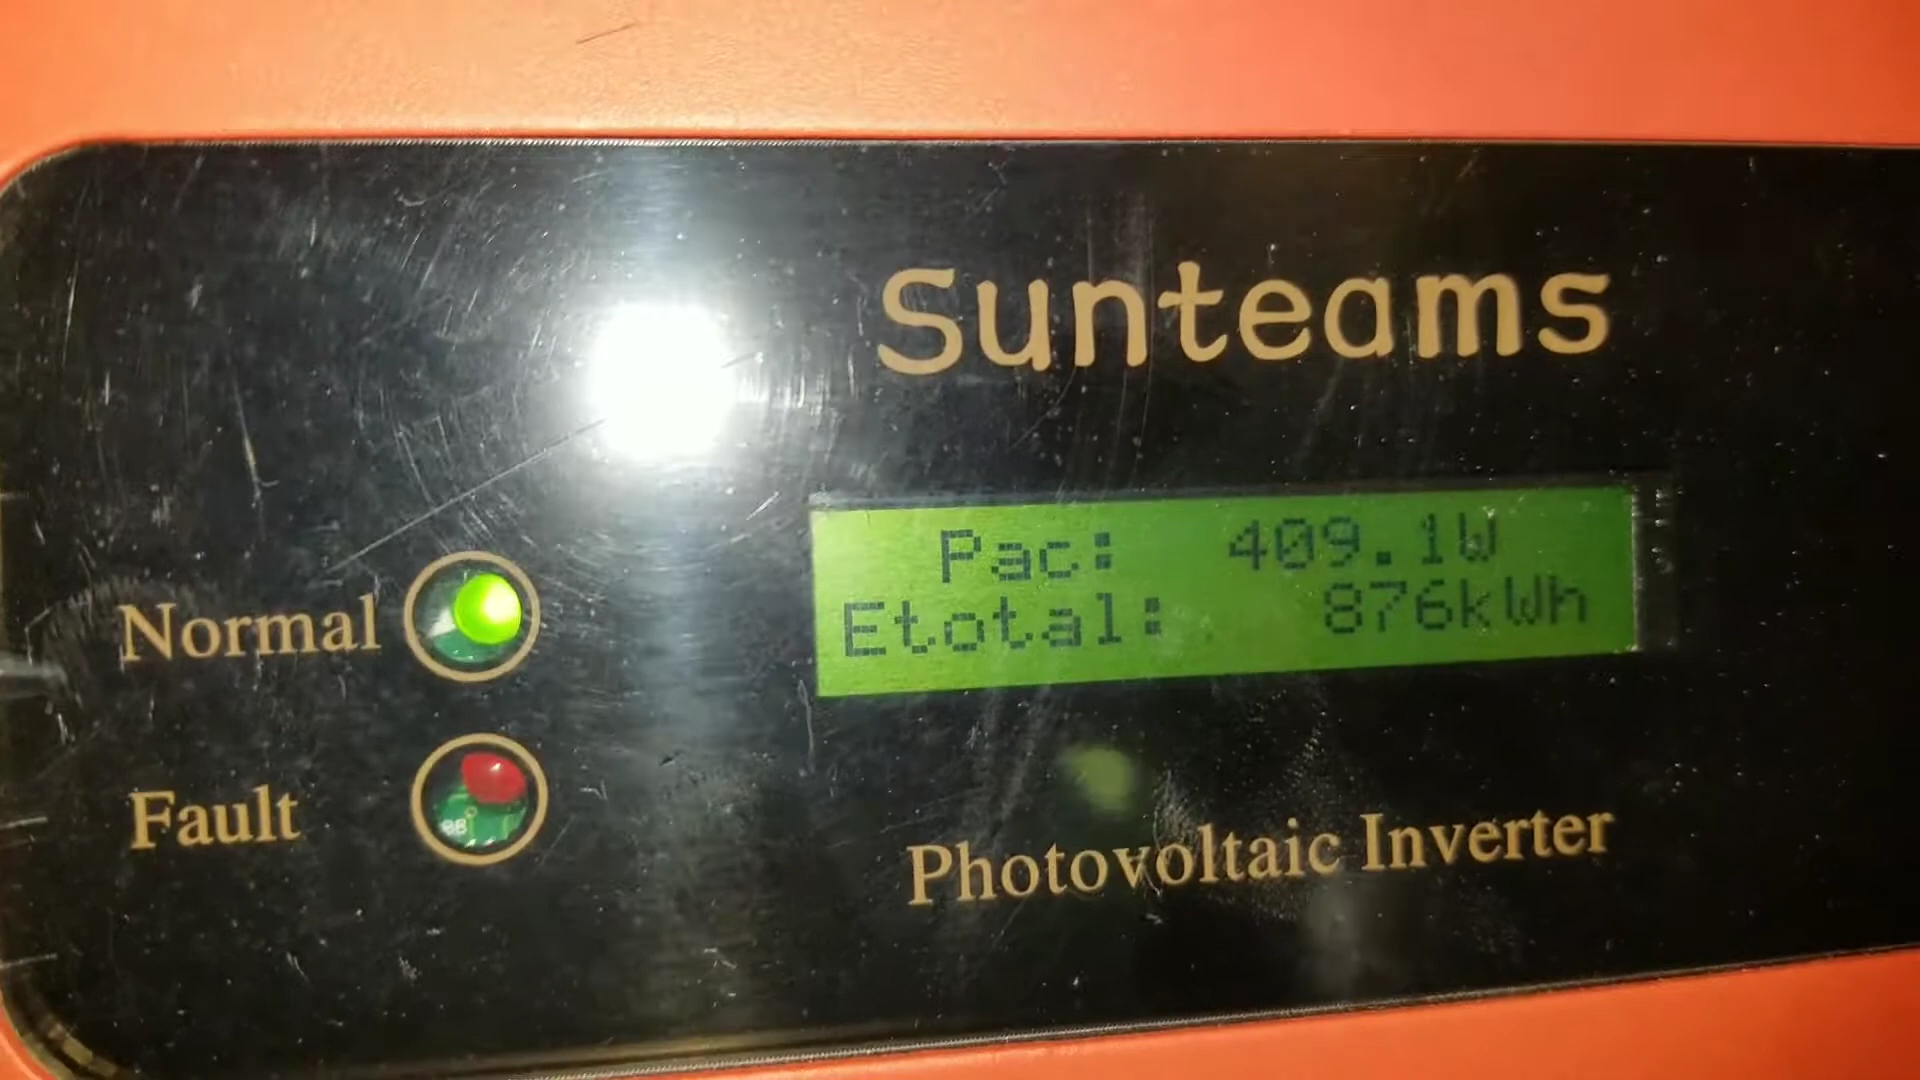 Sunteams
Pac: 409.1W
Etotal: 876kWh
Normal
Fault
Photovoltaic Inverter